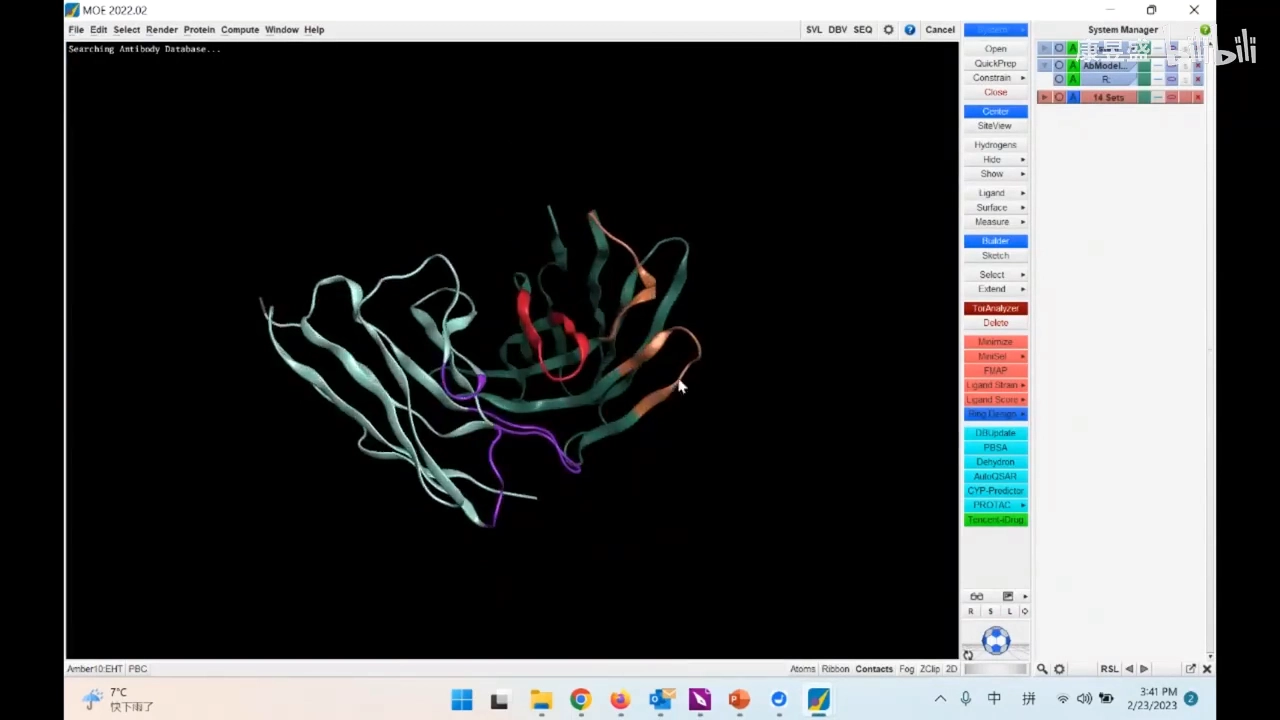 MOE 2022.02
File Edit Select Render Protein Compute Window Help
SVL DBV SEQ
Cancel
Searching Antibody Database...
System
Open
QuickPrep
Constrain
Close
Center
SiteView
Hydrogens
Hide
Show
Ligand
Surface
Measure
Builder
Sketch
Select
Extend
TorAnalyzer
Delete
Minimize
MiniSel
FMAP
Ligand Strain
Ligand Score
Ring Design
DBUpdate
PBSA
Dehydron
AutoQSAR
CYP-Predictor
PROTAC
Tencent-iDrug
R S L
System Manager
康昱盛 bilibili
A
A AbModel...
A R:
A 14 Sets
Amber10:EHT PBC
Atoms Ribbon Contacts Fog ZClip 2D
RSL
7°C
快下雨了
中 拼
3:41 PM
2/23/2023
2